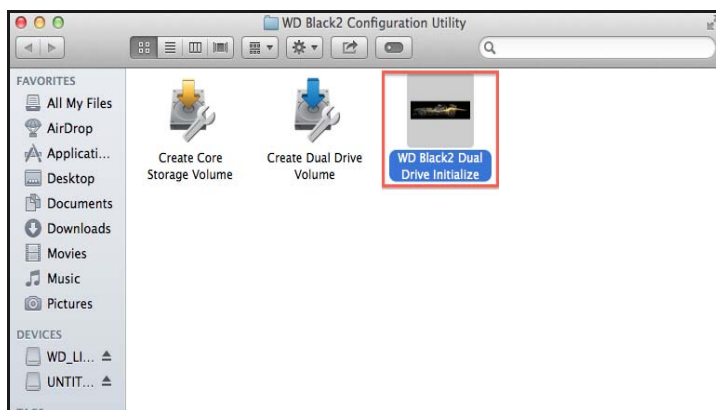 WD Black2 Configuration Utility
FAVORITES
All My Files
AirDrop
Applicati...
Desktop
Documents
Downloads
Movies
Music
Pictures
DEVICES
WD_LI...
UNTIT...
TAGS
Create Core
Storage Volume
Create Dual Drive
Volume
WD Black2 Dual
Drive Initialize